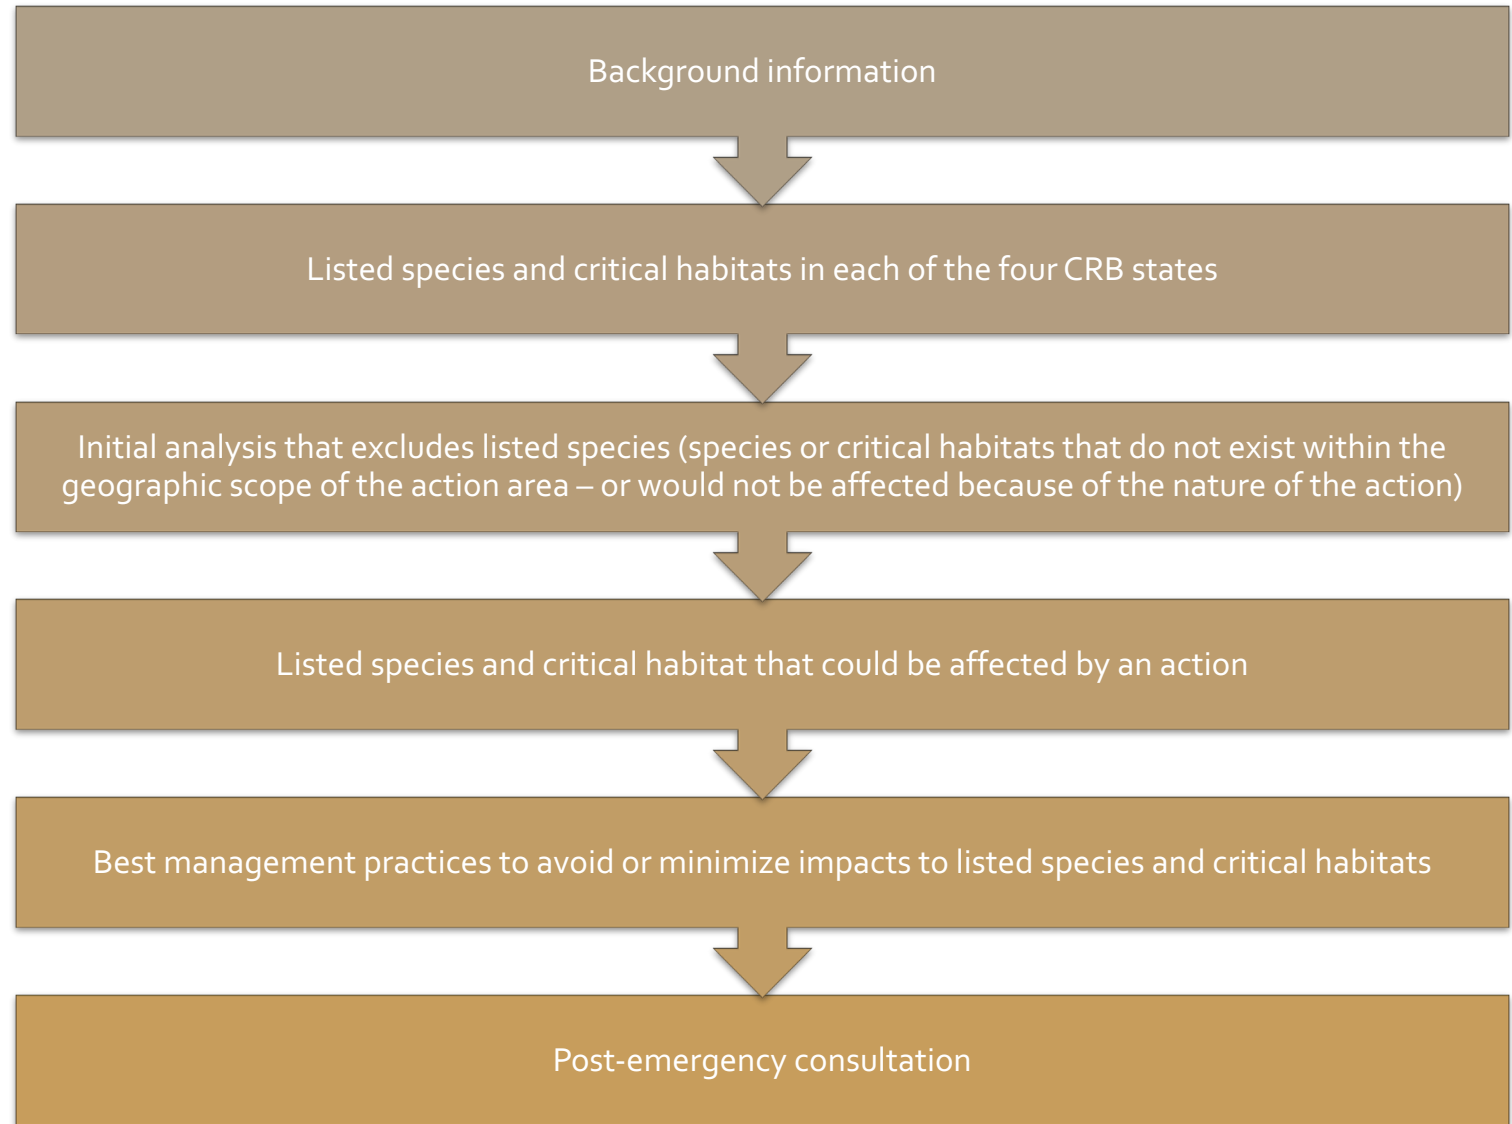 Background information
Listed species and critical habitats in each of the four CRB states
Initial analysis that excludes listed species (species or critical habitats that do not exist within the
geographic scope of the action area – or would not be affected because of the nature of the action)
Listed species and critical habitat that could be affected by an action
Best management practices to avoid or minimize impacts to listed species and critical habitats
Post-emergency consultation